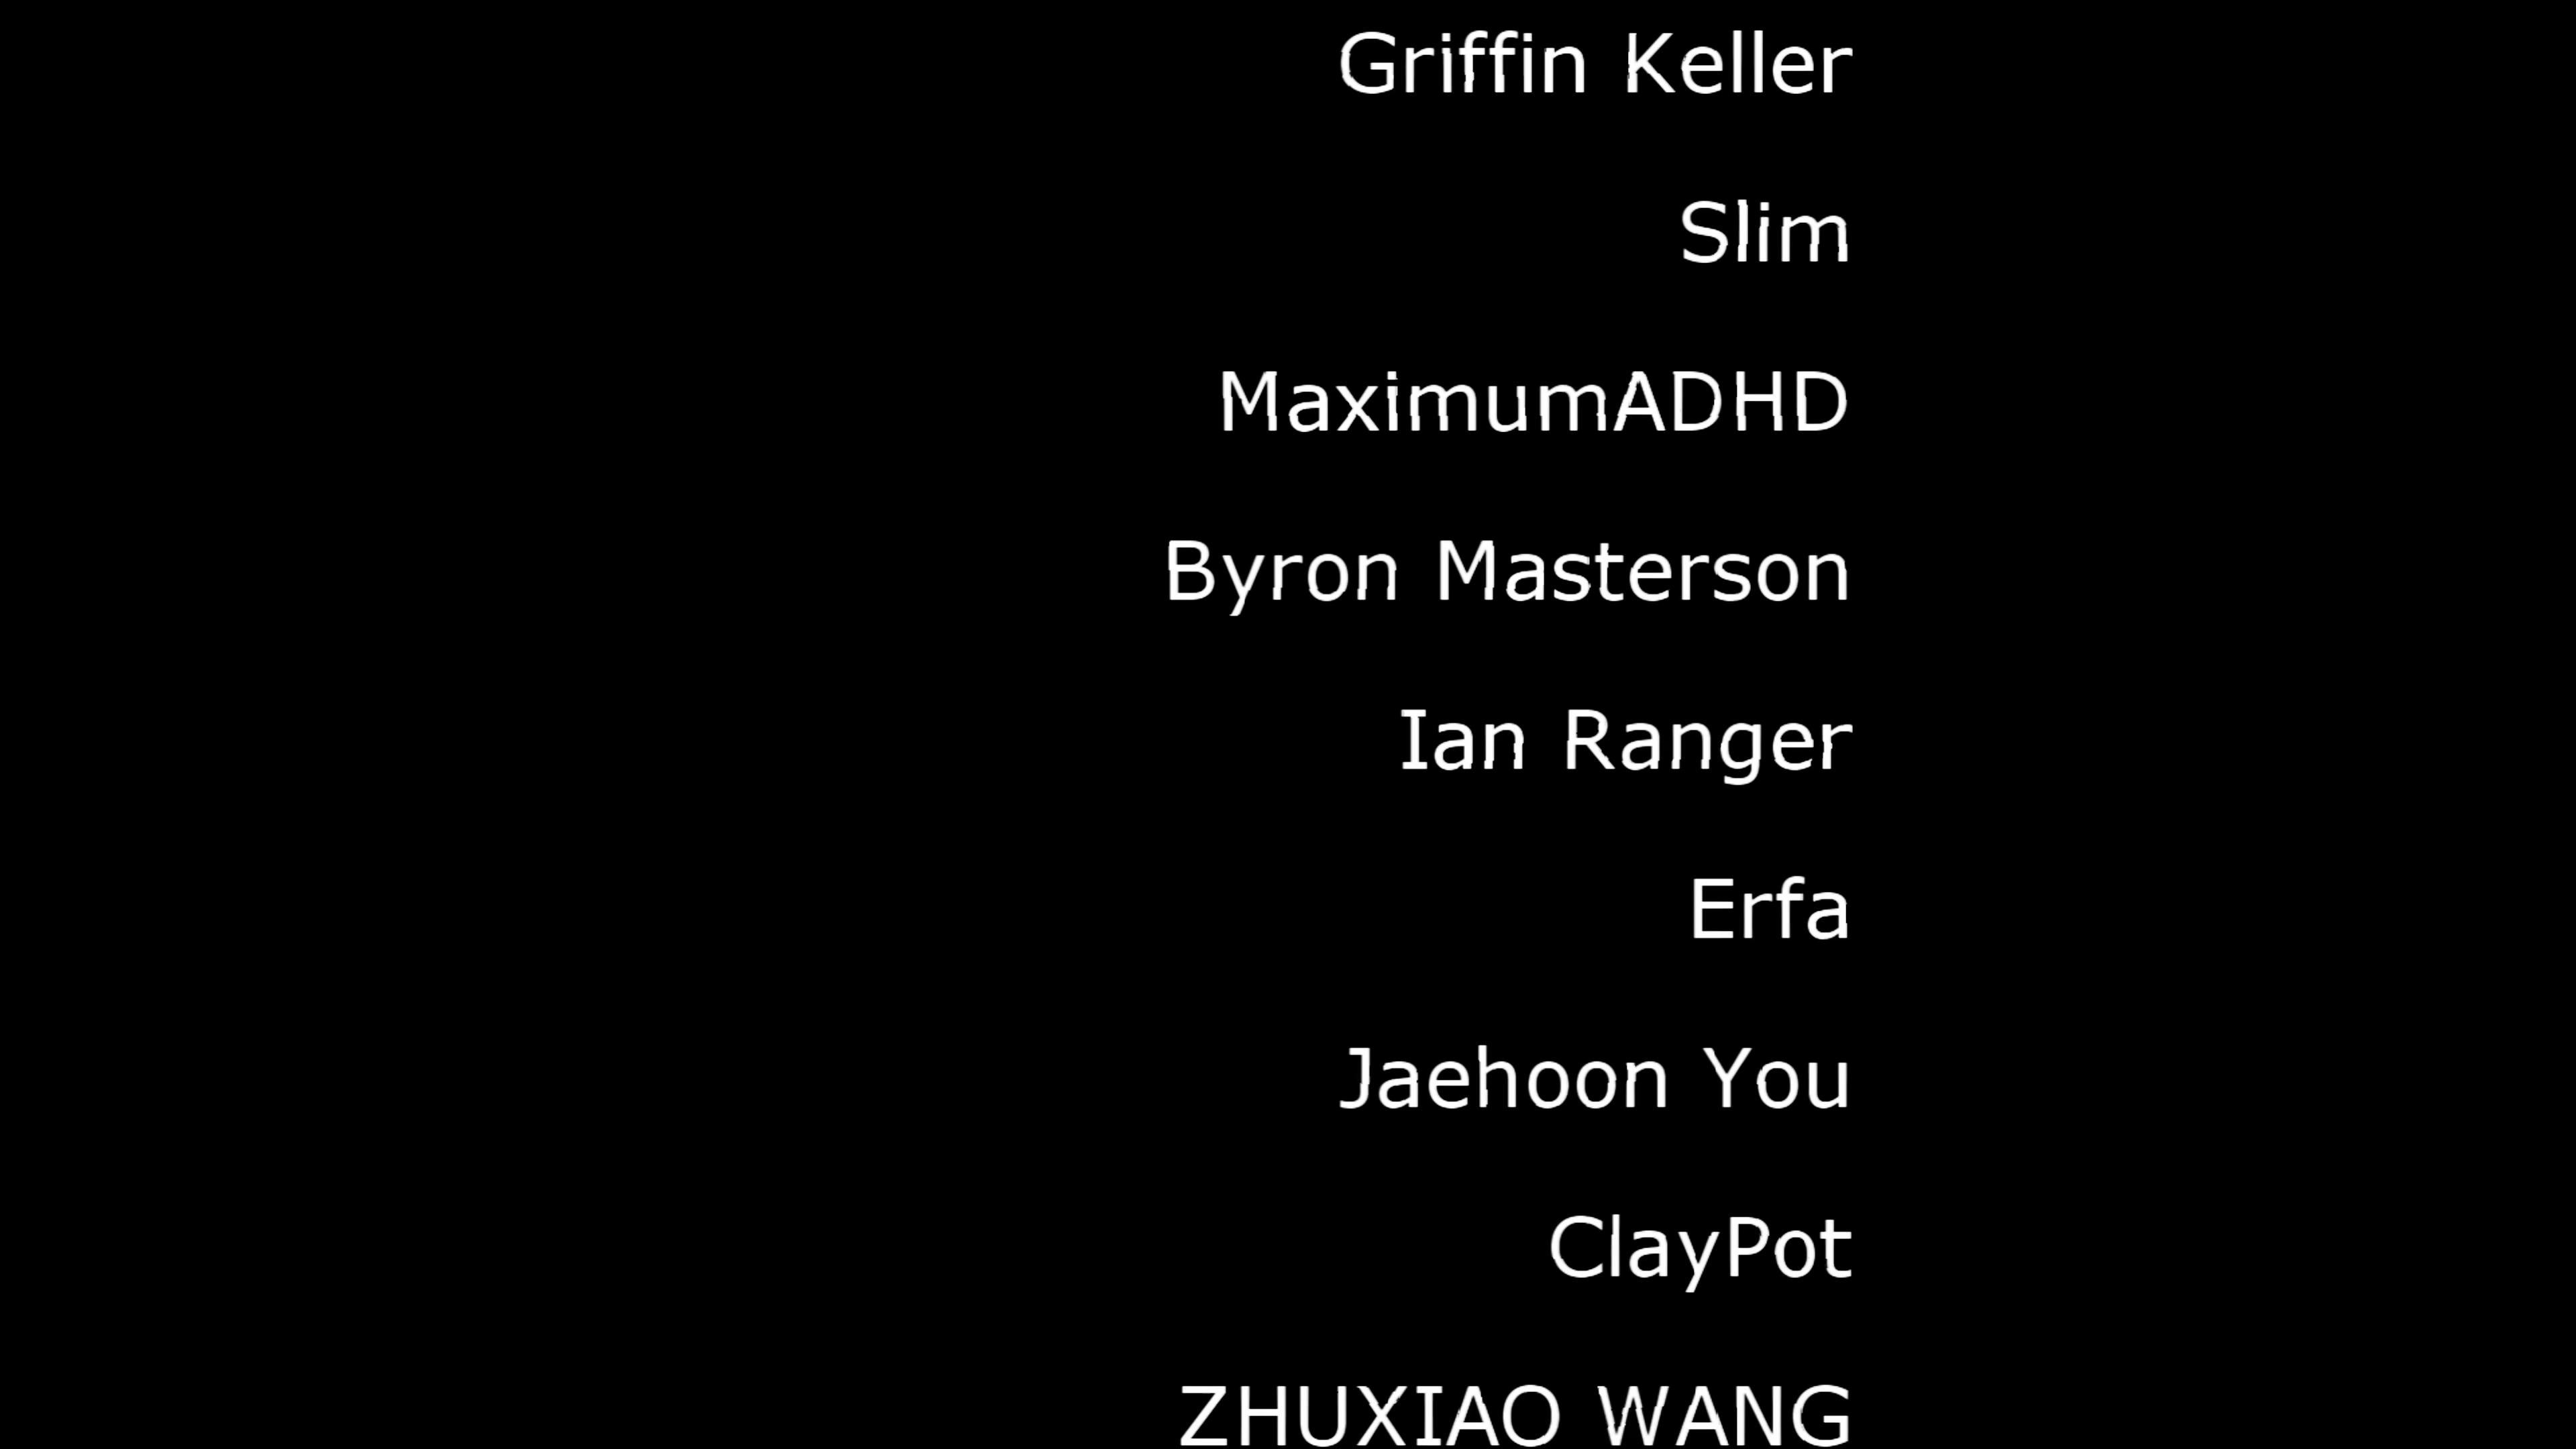 Griffin Keller
Slim
MaximumADHD
Byron Masterson
Ian Ranger
Erfa
Jaehoon You
ClayPot
ZHUXIAO WANG